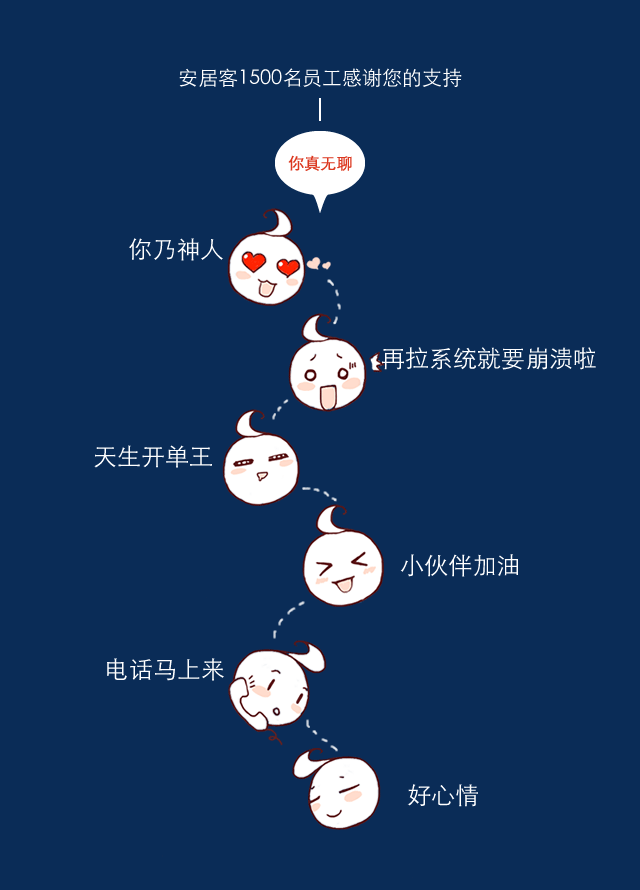 安居客1500名员工感谢您的支持
你真无聊
你乃神人
再拉系统就要崩溃啦
天生开单王
小伙伴加油
电话马上来
好心情